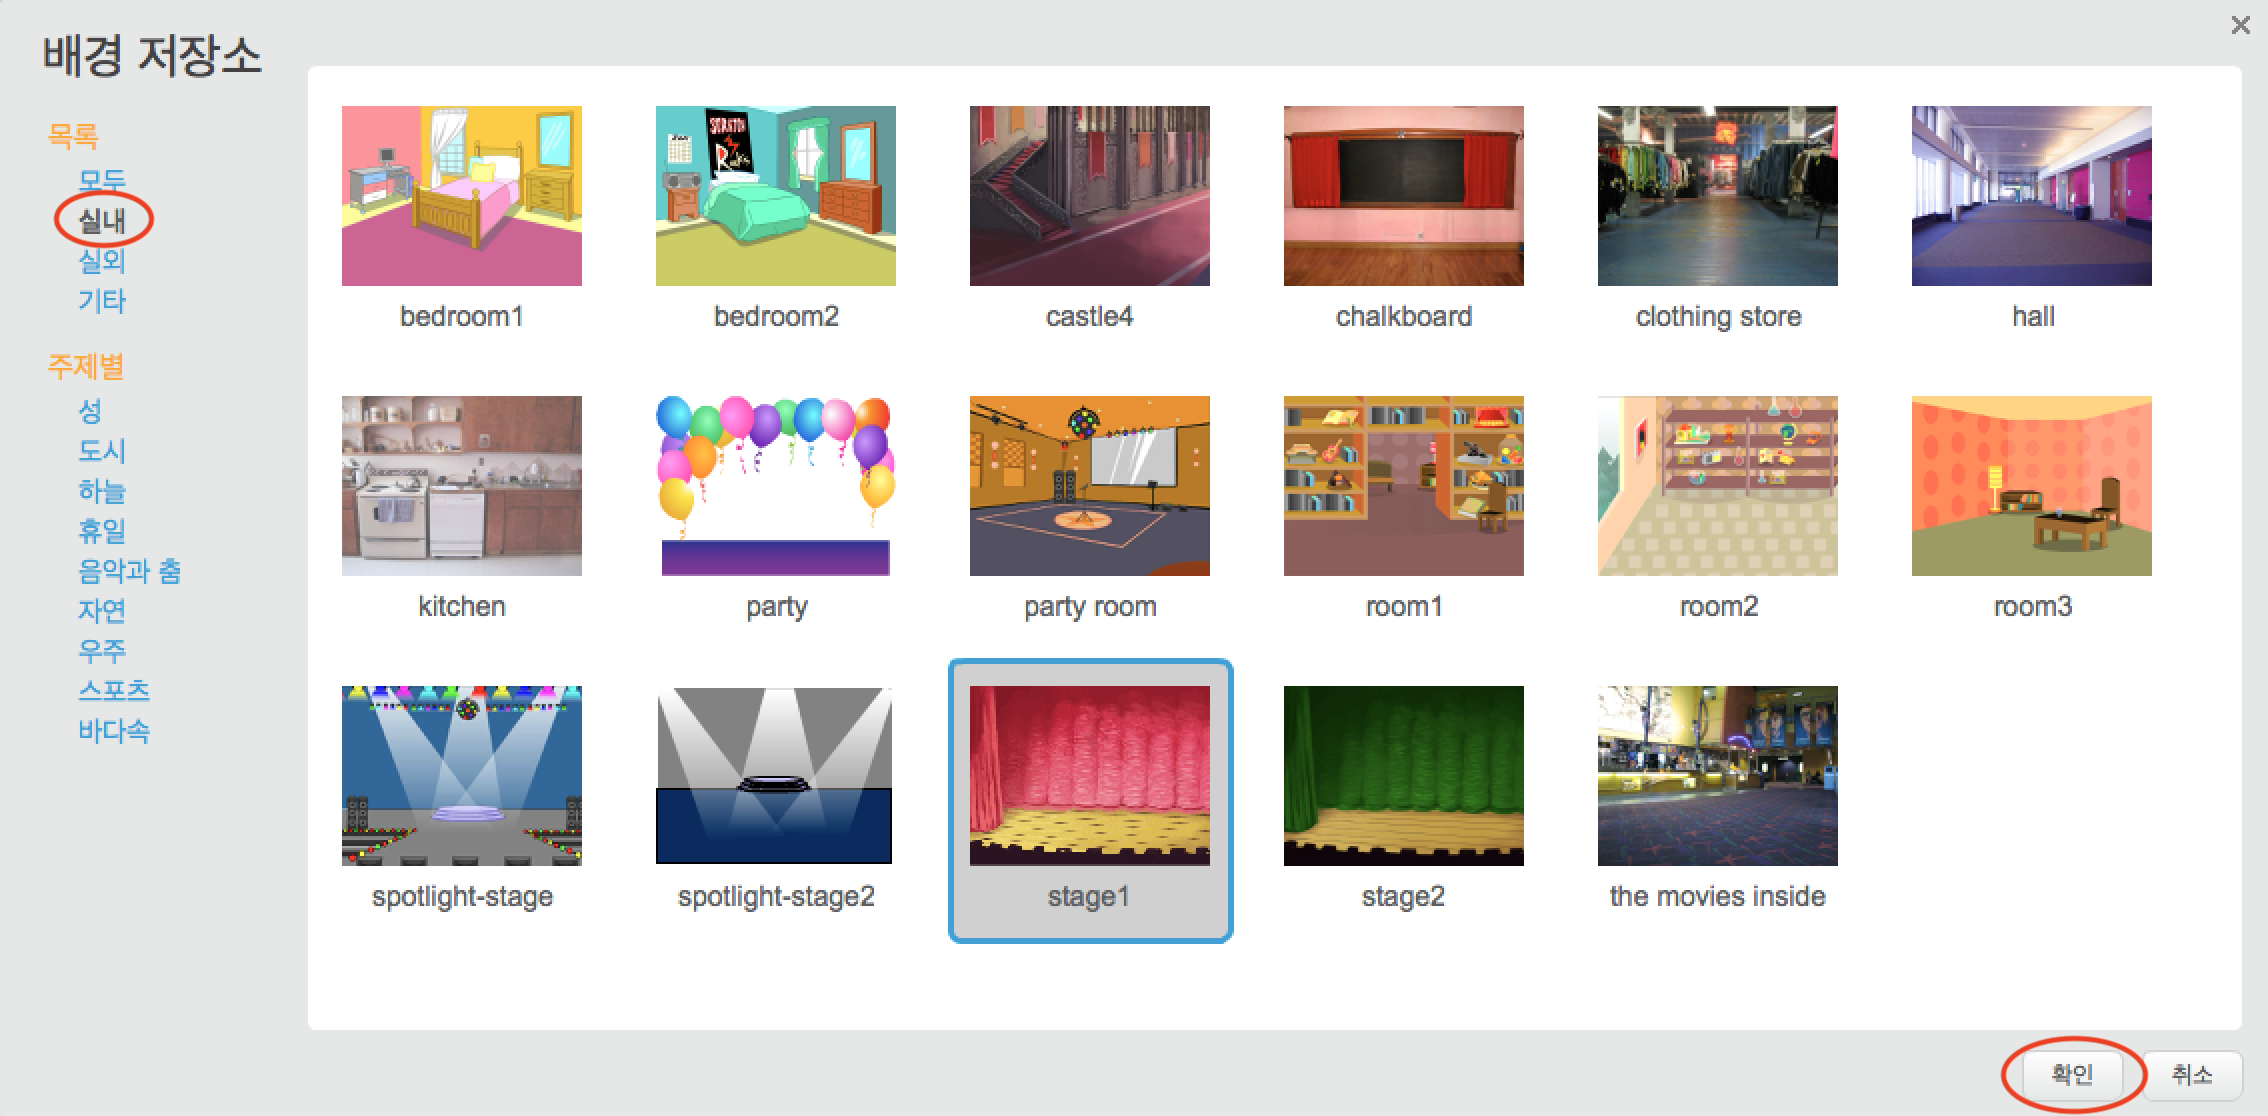 배경 저장소
목록
모두
실내
실외
기타
주제별
성
도시
하늘
휴일
음악과 춤
자연
우주
스포츠
바다속
bedroom1
bedroom2
castle4
chalkboard
clothing store
hall
kitchen
party
party room
room1
room2
room3
spotlight-stage
spotlight-stage2
stage1
stage2
the movies inside
확인
취소